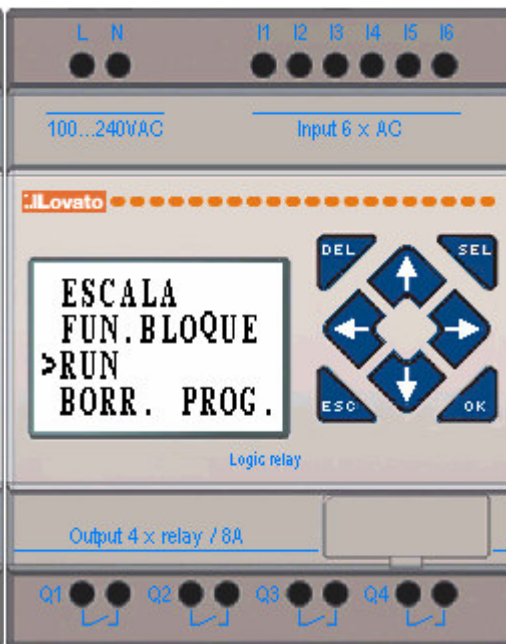 L N
I1 I2 I3 I4 I5 I6
100...240VAC
Input 6 x AC
Lovato
DEL
SEL
ESCALA
FUN.BLOQUE
>RUN
BORR. PROG.
ESC
OK
Logic relay
Output 4 x relay / 8A
Q1 Q2 Q3 Q4